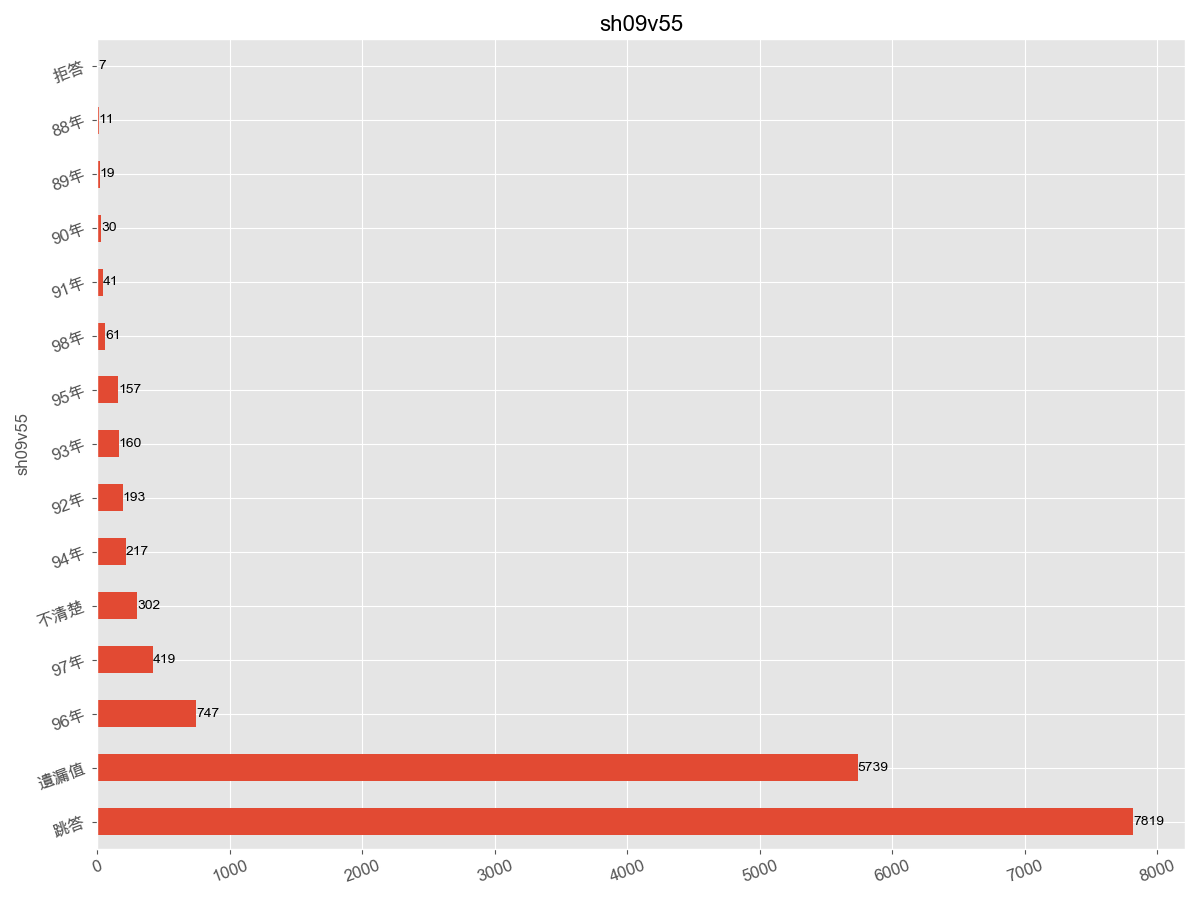 sh09v55
拒答 7
88年 11
89年 19
90年 30
91年 41
98年 61
95年 157
93年 160
92年 193
94年 217
不清楚 302
97年 419
96年 747
遺漏值 5739
跳答 7819
sh09v55
0 1000 2000 3000 4000 5000 6000 7000 8000